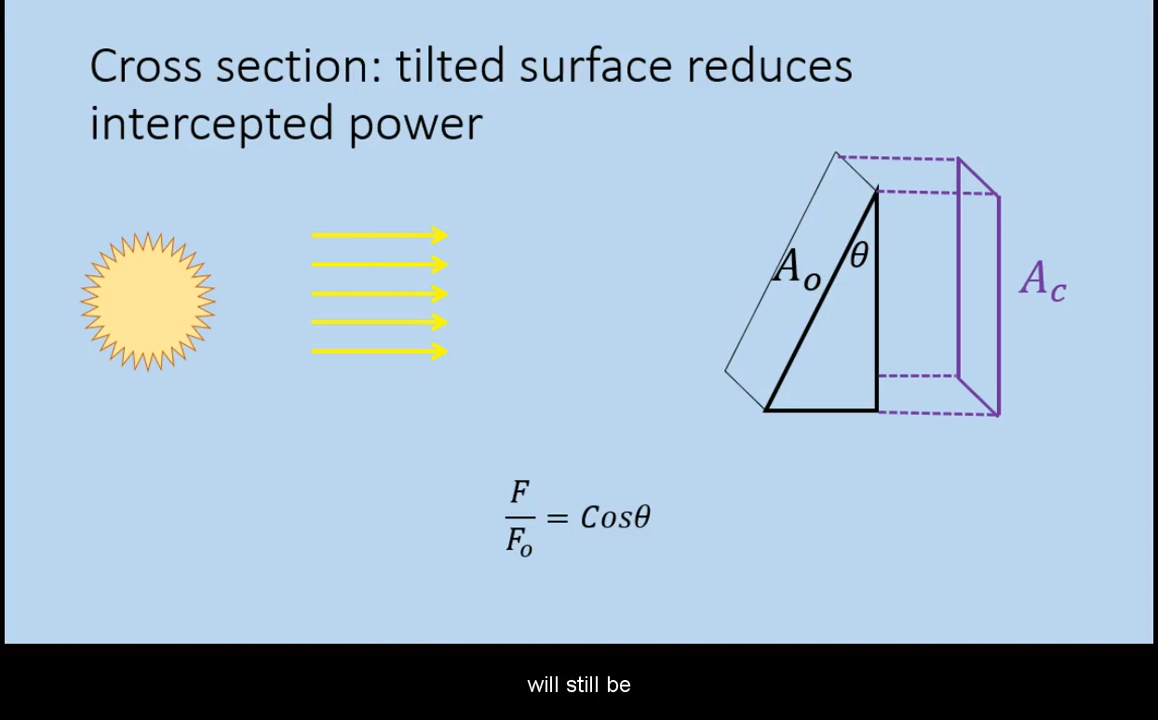 Cross section: tilted surface reduces
intercepted power
A_o
θ
A_c
F/F_o = Cosθ
will still be